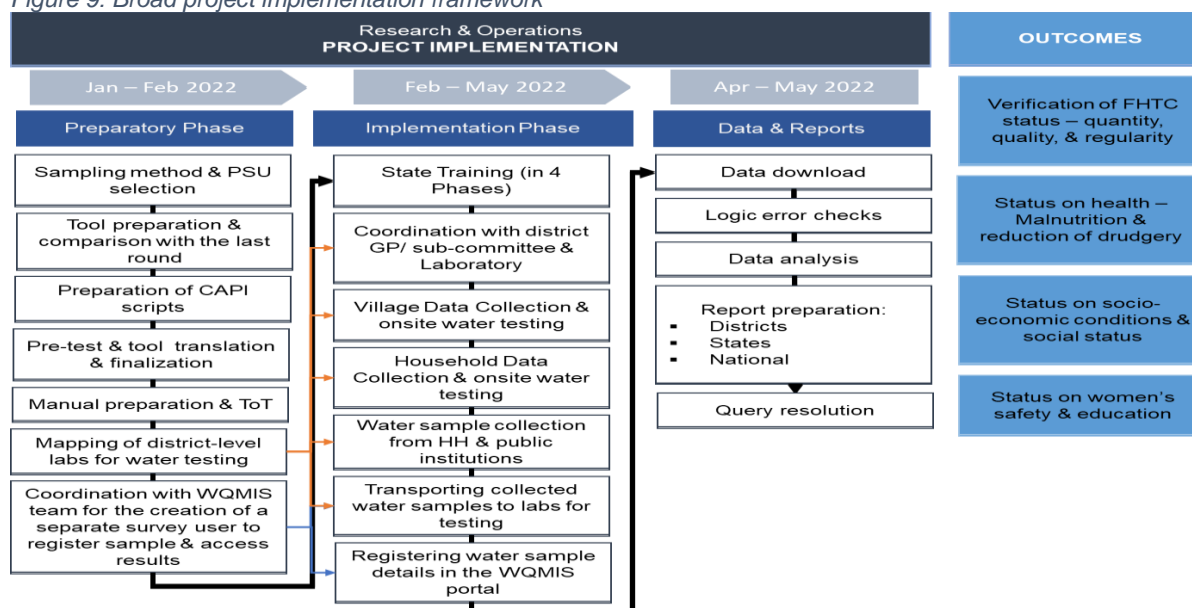 Figure 9: Broad project implementation framework
Research & Operations
PROJECT IMPLEMENTATION
OUTCOMES
Jan – Feb 2022
Feb – May 2022
Apr – May 2022
Preparatory Phase
Implementation Phase
Data & Reports
Sampling method & PSU
selection
Tool preparation &
comparison with the last
round
Preparation of CAPI
scripts
Pre-test & tool translation
& finalization
Manual preparation & ToT
Mapping of district-level
labs for water testing
Coordination with WQMIS
team for the creation of a
separate survey user to
register sample & access
results
State Training (in 4
Phases)
Coordination with district
GP/ sub-committee &
Laboratory
Village Data Collection &
onsite water testing
Household Data
Collection & onsite water
testing
Water sample collection
from HH & public
institutions
Transporting collected
water samples to labs for
testing
Registering water sample
details in the WQMIS
portal
Data download
Logic error checks
Data analysis
Report preparation:
▪ Districts
▪ States
▪ National
Query resolution
Verification of FHTC
status – quantity,
quality, & regularity
Status on health –
Malnutrition &
reduction of drudgery
Status on socio-
economic conditions &
social status
Status on women's
safety & education